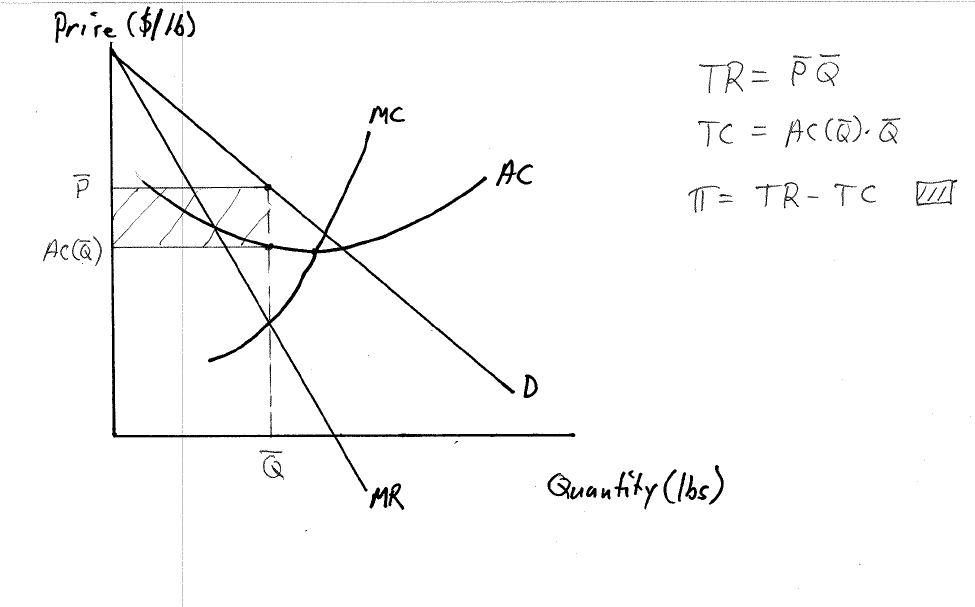 Price ($/lb)
TR = P̄ Q̄
MC
TC = AC(Q̄)·Q̄
AC
P̄
π = TR - TC
AC(Q̄)
D
Q̄
MR
Quantity (lbs)